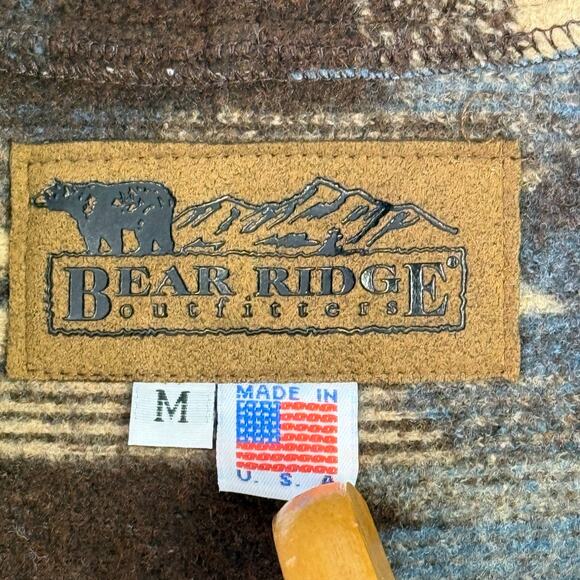 BEAR RIDGE®
outfitters
M
MADE IN
U. S. A